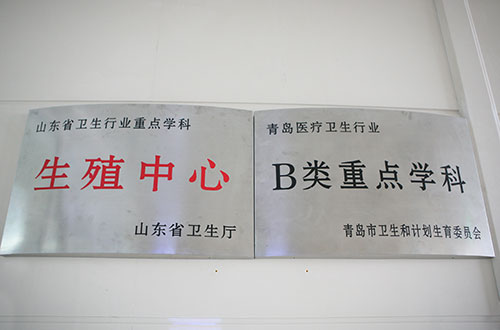 山东省卫生行业重点学科
生殖中心
山东省卫生厅
青岛医疗卫生行业
B类重点学科
青岛市卫生和计划生育委员会